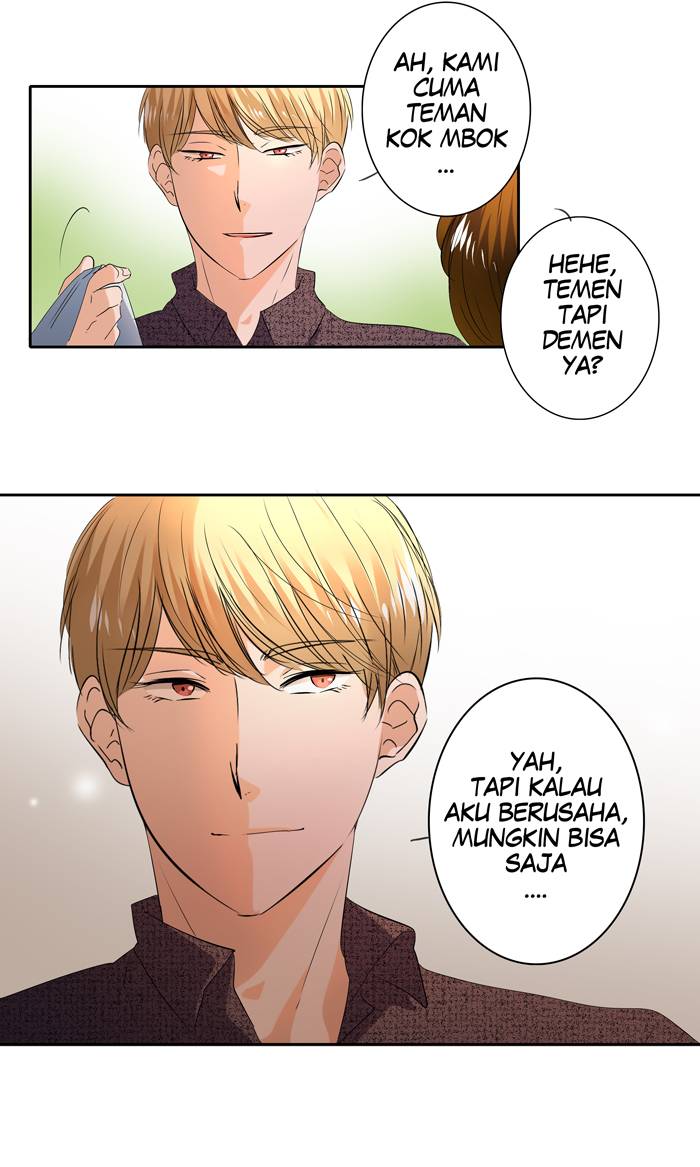 AH, KAMI
CUMA
TEMAN
KOK MBOK
...
HEHE,
TEMEN
TAPI
DEMEN
YA?
YAH,
TAPI KALAU
AKU BERUSAHA,
MUNGKIN BISA
SAJA
....